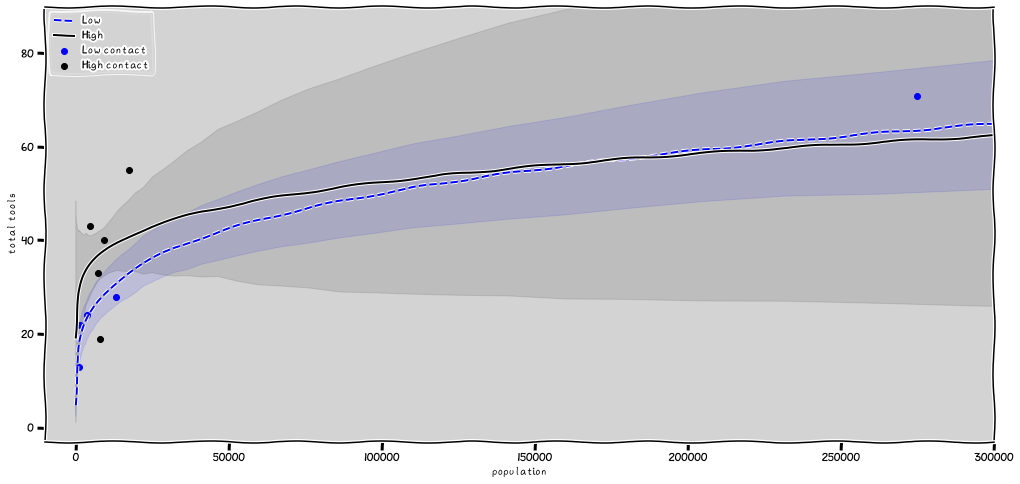 Low
High
Low contact
High contact
80
60
40
20
0
total tools
0 50000 100000 150000 200000 250000 300000
population